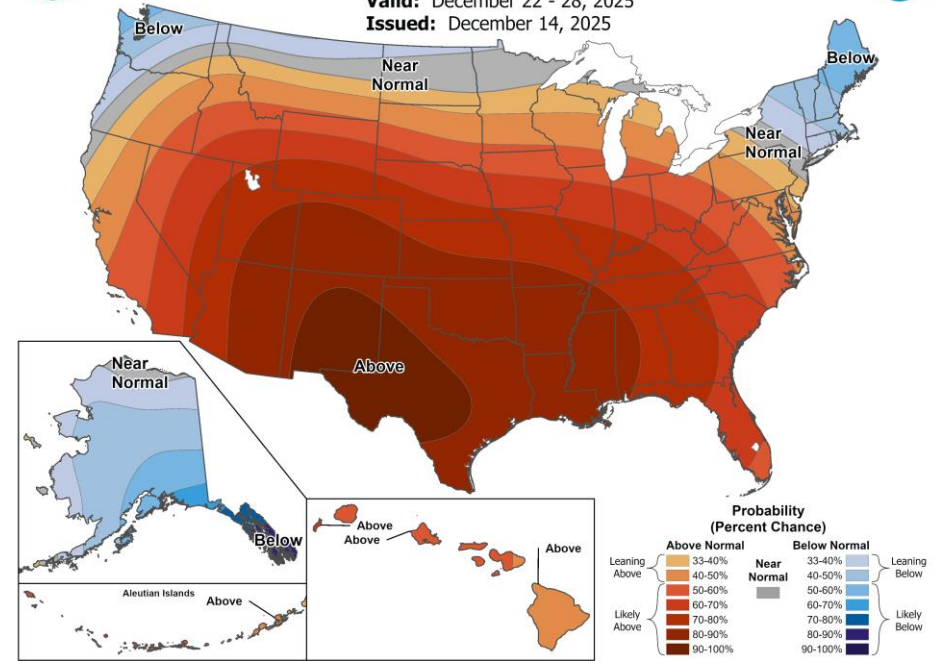 Valid: December 22 - 28, 2025
Issued: December 14, 2025
Below
Near
Normal
Below
Near
Normal
Above
Near
Normal
Below
Aleutian Islands
Above
Above
Above
Above
Probability
(Percent Chance)
Above Normal
Below Normal
Leaning
Above
33-40%
40-50%
Near
Normal
33-40%
40-50%
Leaning
Below
Likely
Above
50-60%
60-70%
70-80%
80-90%
90-100%
50-60%
60-70%
70-80%
80-90%
90-100%
Likely
Below